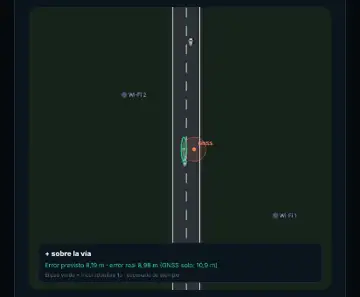 Wi-Fi 2
GNSS
Wi-Fi 1
+ sobre la vía
Error previsto 8,19 m · error real 8,98 m (GNSS solo: 10,9 m)